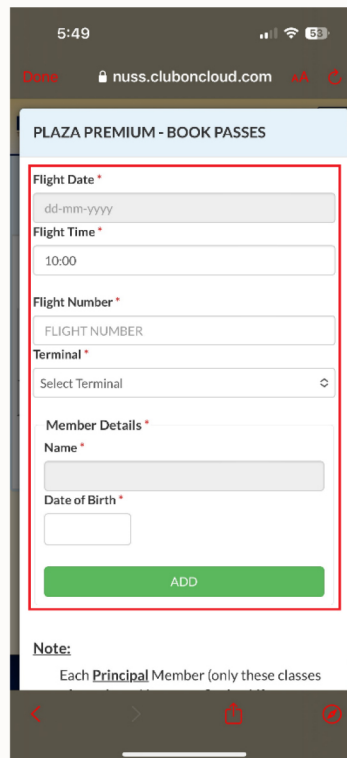 5:49
53
Done
nuss.cluboncloud.com
AA
PLAZA PREMIUM - BOOK PASSES
Flight Date *
dd-mm-yyyy
Flight Time *
10:00
Flight Number *
FLIGHT NUMBER
Terminal *
Select Terminal
Member Details *
Name *
Date of Birth *
ADD
Note:
Each Principal Member (only these classes